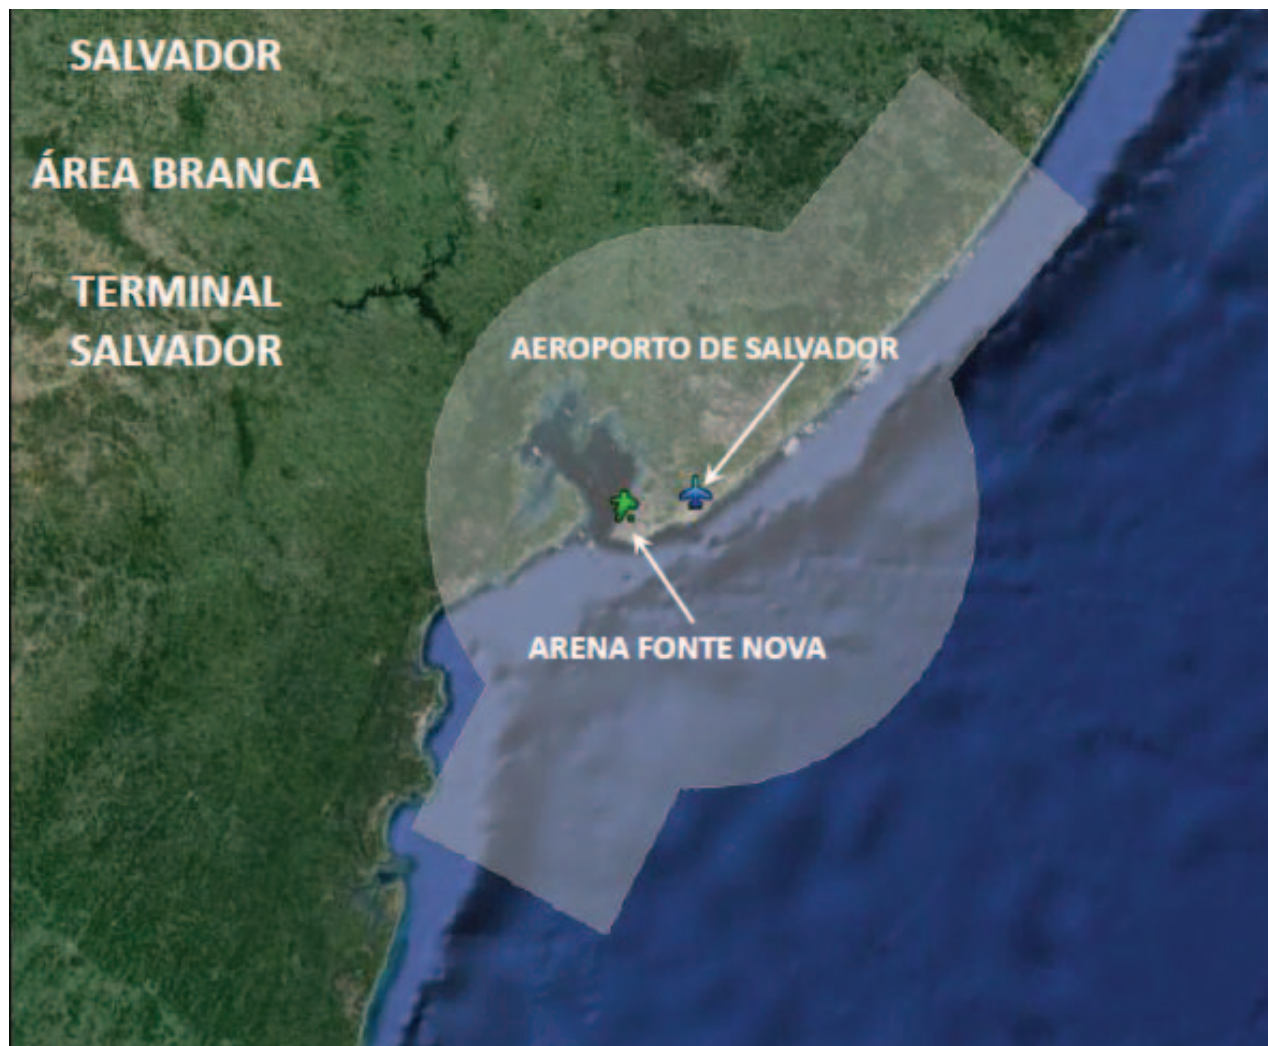 SALVADOR
ÁREA BRANCA
TERMINAL
SALVADOR
AEROPORTO DE SALVADOR
ARENA FONTE NOVA